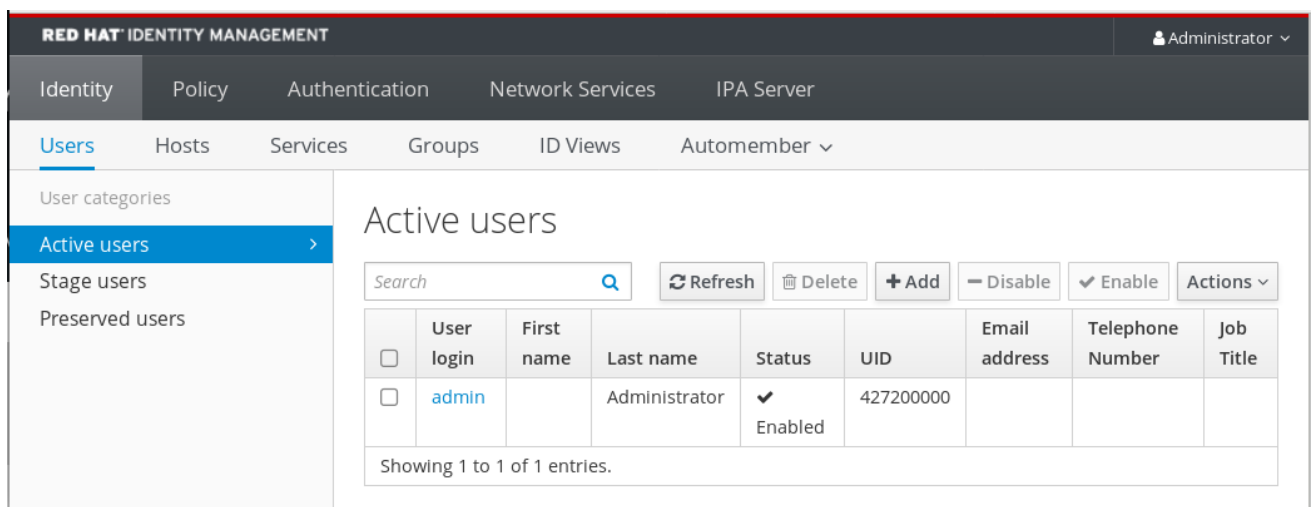 RED HAT® IDENTITY MANAGEMENT
Administrator
Identity Policy Authentication Network Services IPA Server
Users Hosts Services Groups ID Views Automember
User categories
Active users
Stage users
Preserved users
Active users
Search Refresh Delete Add Disable Enable Actions
User login First name Last name Status UID Email address Telephone Number Job Title
admin Administrator Enabled 427200000
Showing 1 to 1 of 1 entries.